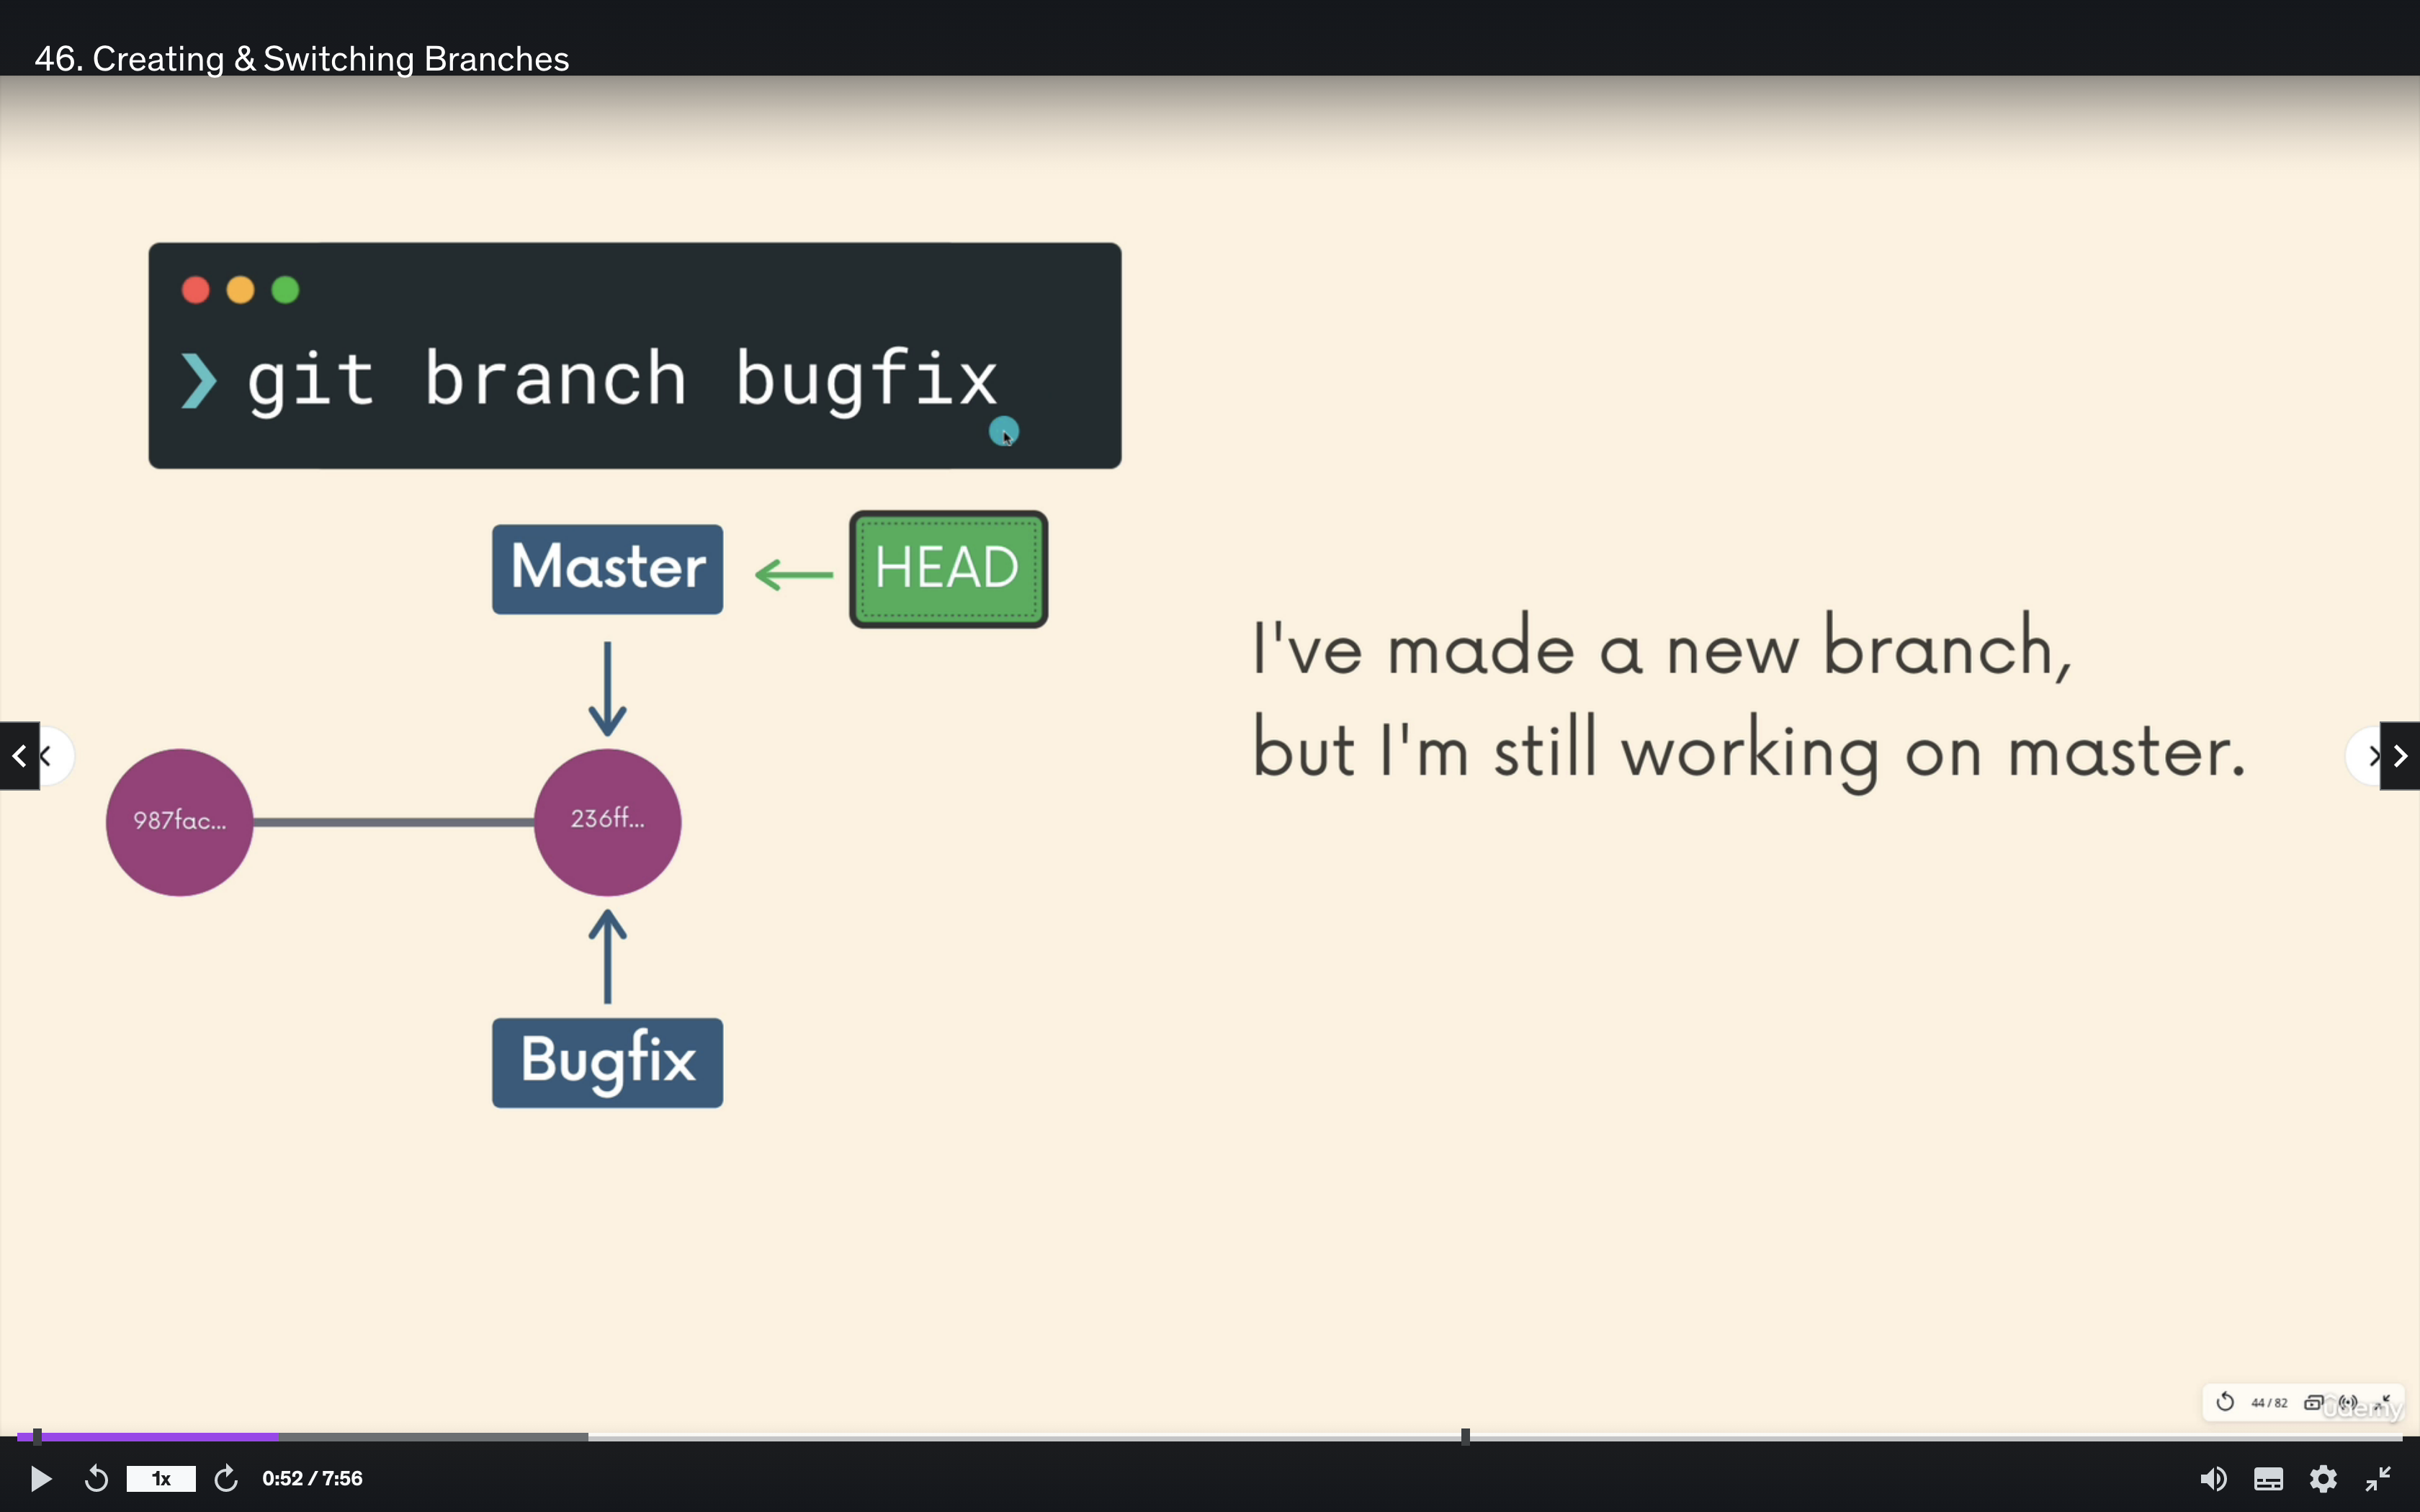 46. Creating & Switching Branches
❯ git branch bugfix
Master
HEAD
I've made a new branch,
but I'm still working on master.
987fac...
236ff...
Bugfix
44 / 82
ûdemy
1x
0:52 / 7:56